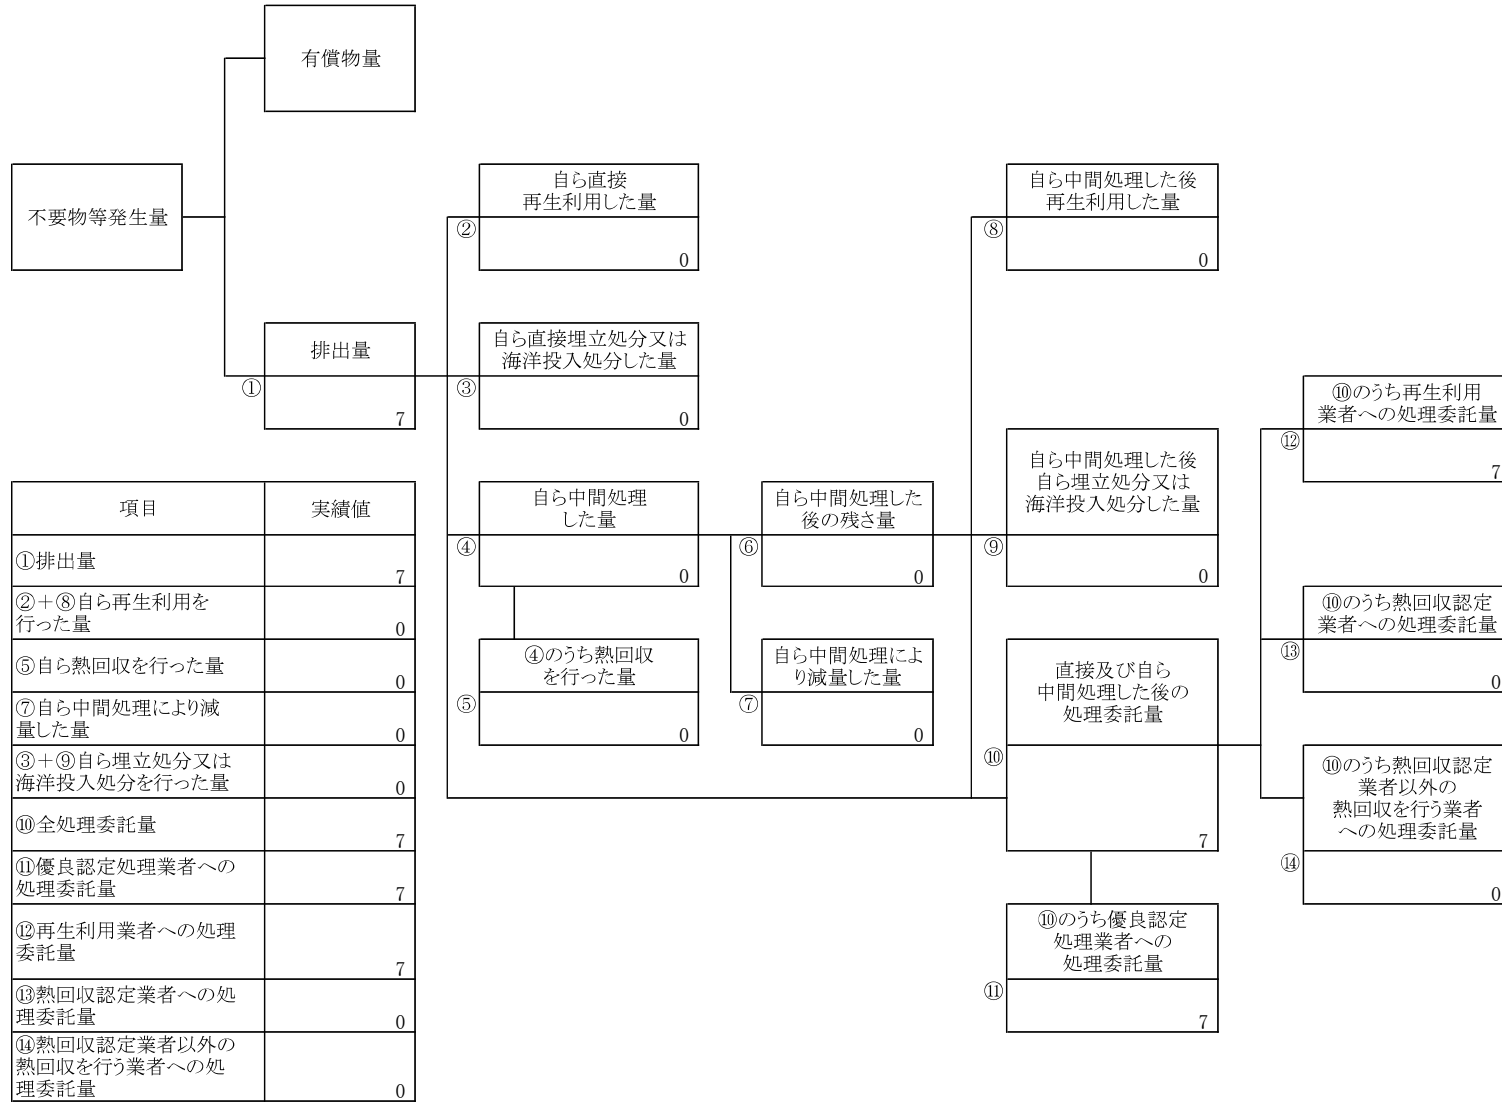 有償物量
不要物等発生量
排出量
①
7
自ら直接
再生利用した量
②
0
自ら直接埋立処分又は
海洋投入処分した量
③
0
自ら中間処理
した量
④
0
④のうち熱回収
を行った量
⑤
0
自ら中間処理した
後の残さ量
⑥
0
自ら中間処理によ
り減量した量
⑦
0
自ら中間処理した後
再生利用した量
⑧
0
自ら中間処理した後
自ら埋立処分又は
海洋投入処分した量
⑨
0
直接及び自ら
中間処理した後の
処理委託量
⑩
7
⑩のうち優良認定
処理業者への
処理委託量
⑪
7
⑩のうち再生利用
業者への処理委託量
⑫
7
⑩のうち熱回収認定
業者への処理委託量
⑬
0
⑩のうち熱回収認定
業者以外の
熱回収を行う業者
への処理委託量
⑭
0
項目 実績値
①排出量
7
②+⑧自ら再生利用を
行った量
0
⑤自ら熱回収を行った量
0
⑦自ら中間処理により減
量した量
0
③+⑨自ら埋立処分又は
海洋投入処分を行った量
0
⑩全処理委託量
7
⑪優良認定処理業者への
処理委託量
7
⑫再生利用業者への処理
委託量
7
⑬熱回収認定業者への処
理委託量
0
⑭熱回収認定業者以外の
熱回収を行う業者への処
理委託量
0